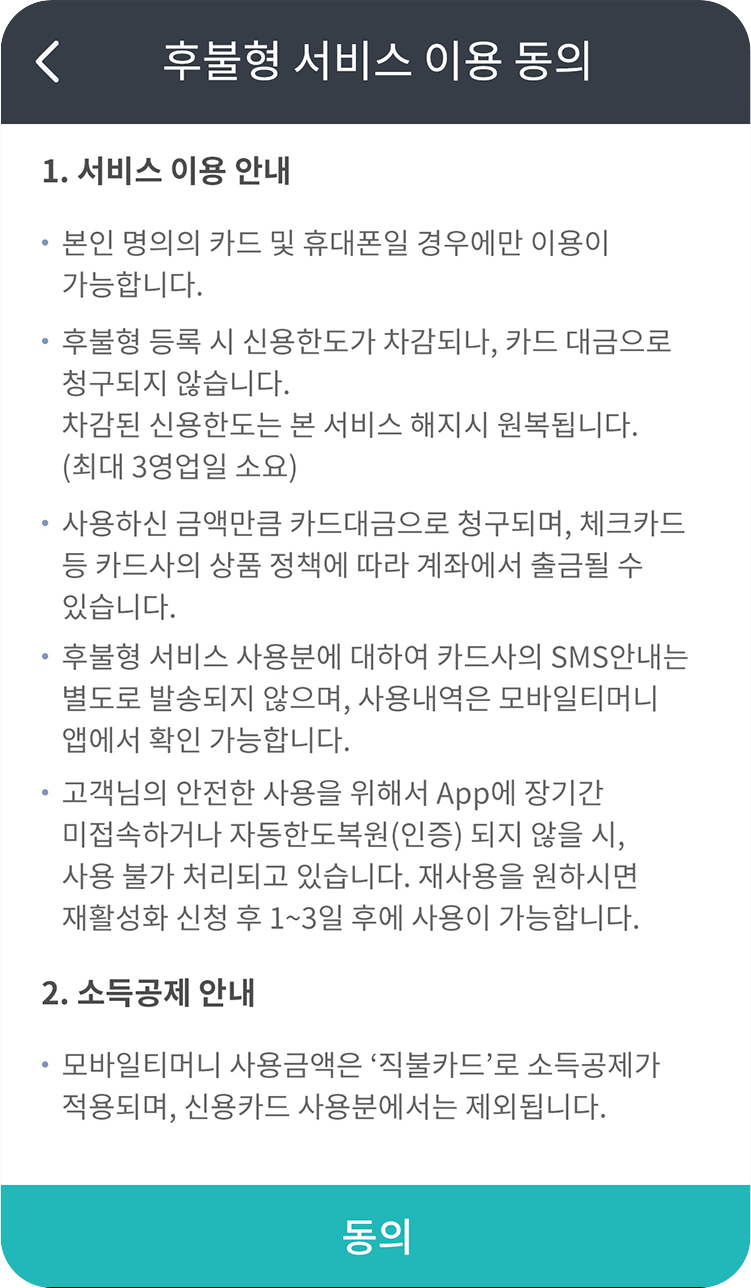 후불형 서비스 이용 동의
1. 서비스 이용 안내
• 본인 명의의 카드 및 휴대폰일 경우에만 이용이
가능합니다.
• 후불형 등록 시 신용한도가 차감되나, 카드 대금으로
청구되지 않습니다.
차감된 신용한도는 본 서비스 해지시 원복됩니다.
(최대 3영업일 소요)
• 사용하신 금액만큼 카드대금으로 청구되며, 체크카드
등 카드사의 상품 정책에 따라 계좌에서 출금될 수
있습니다.
• 후불형 서비스 사용분에 대하여 카드사의 SMS안내는
별도로 발송되지 않으며, 사용내역은 모바일티머니
앱에서 확인 가능합니다.
• 고객님의 안전한 사용을 위해서 App에 장기간
미접속하거나 자동한도복원(인증) 되지 않을 시,
사용 불가 처리되고 있습니다. 재사용을 원하시면
재활성화 신청 후 1~3일 후에 사용이 가능합니다.
2. 소득공제 안내
• 모바일티머니 사용금액은 ‘직불카드’로 소득공제가
적용되며, 신용카드 사용분에서는 제외됩니다.
동의